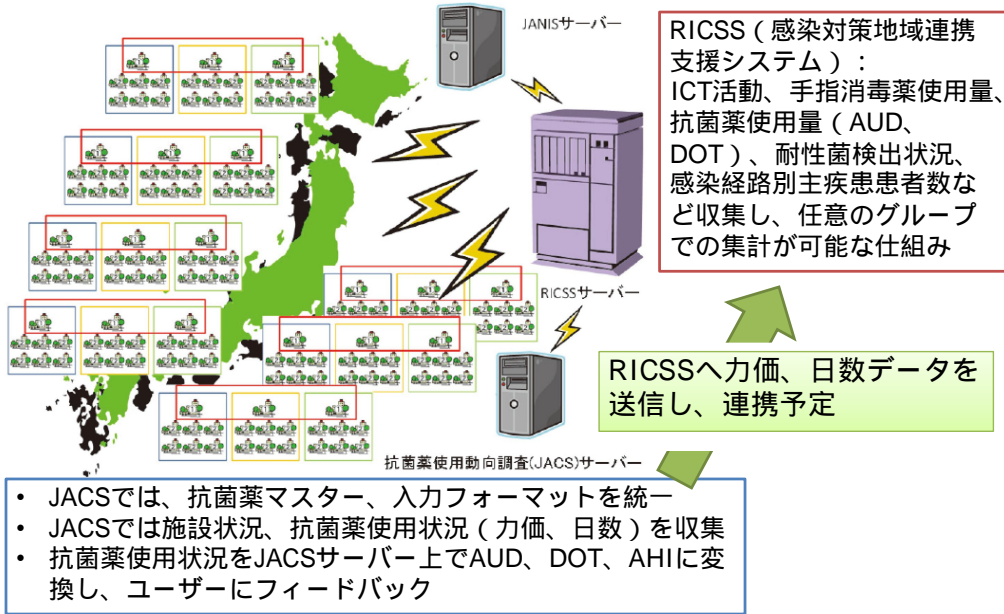 JANISサーバー
RICSS（感染対策地域連携
支援システム）：
ICT活動、手指消毒薬使用量、
抗菌薬使用量（AUD、
DOT）、耐性菌検出状況、
感染経路別主疾患患者数な
ど収集し、任意のグループ
での集計が可能な仕組み
RICSSサーバー
RICSSへ力価、日数データを
送信し、連携予定
抗菌薬使用動向調査(JACS)サーバー
• JACSでは、抗菌薬マスター、入力フォーマットを統一
• JACSでは施設状況、抗菌薬使用状況（力価、日数）を収集
• 抗菌薬使用状況をJACSサーバー上でAUD、DOT、AHIに変
換し、ユーザーにフィードバック